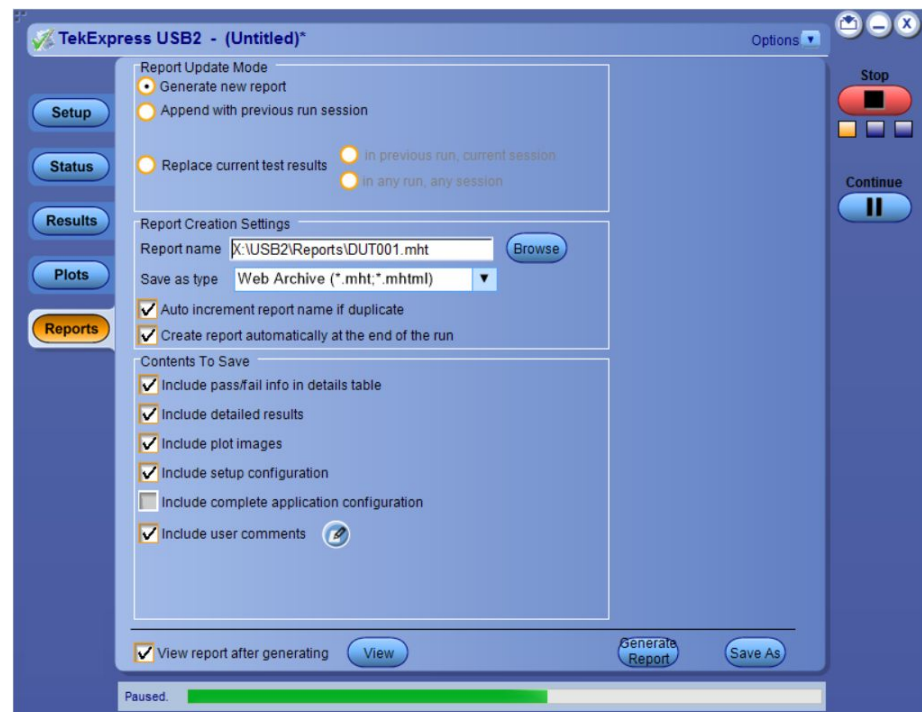 TekExpress USB2 - (Untitled)*
Options
Stop
Setup
Status
Results
Plots
Reports
Continue
Report Update Mode
Generate new report
Append with previous run session
Replace current test results
in previous run, current session
in any run, any session
Report Creation Settings
Report name X:\USB2\Reports\DUT001.mht Browse
Save as type Web Archive (*.mht;*.mhtml)
Auto increment report name if duplicate
Create report automatically at the end of the run
Contents To Save
Include pass/fail info in details table
Include detailed results
Include plot images
Include setup configuration
Include complete application configuration
Include user comments
View report after generating View
Generate
Report
Save As
Paused.